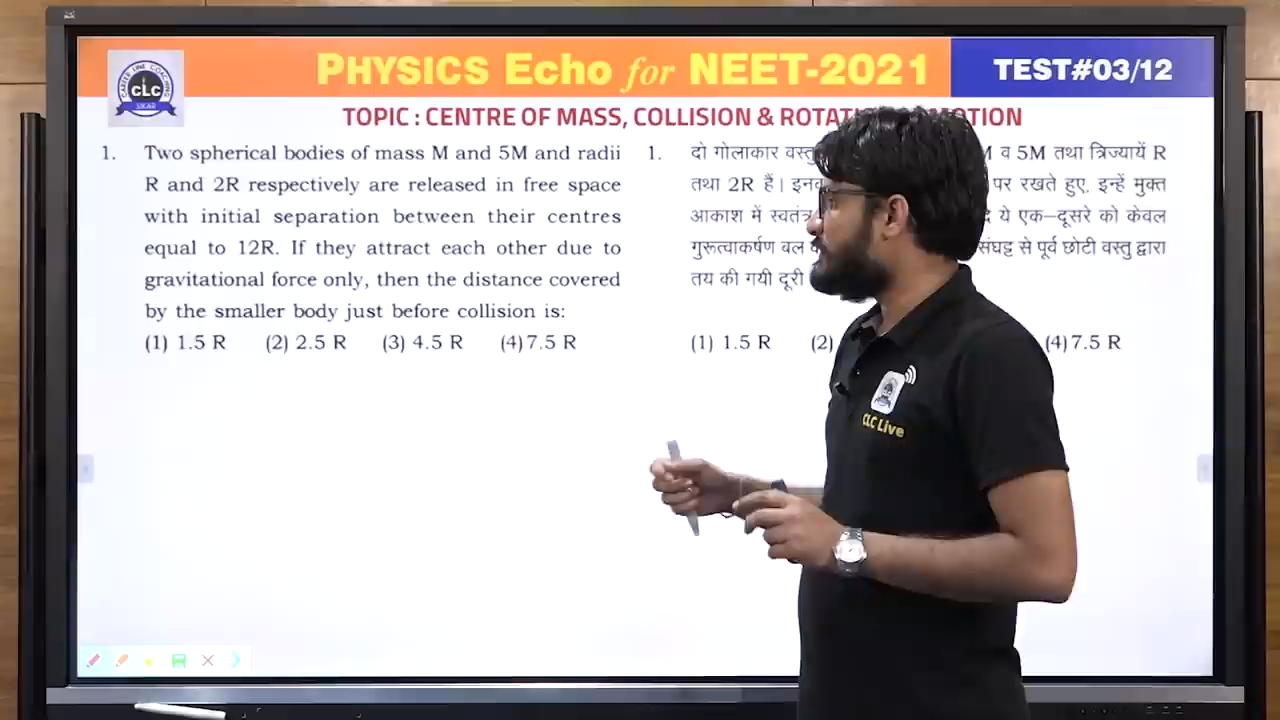 PHYSICS Echo for NEET-2021
TEST#03/12
CLC
SIKAR
TOPIC : CENTRE OF MASS, COLLISION &
1. Two spherical bodies of mass M and 5M and radii
R and 2R respectively are released in free space
with initial separation between their centres
equal to 12R. If they attract each other due to
gravitational force only, then the distance covered
by the smaller body just before collision is:
(1) 1.5 R (2) 2.5 R (3) 4.5 R (4) 7.5 R
1. दो गोलाकार व 5M तथा त्रिज्यायें R
तथा 2R हैं। पर रखते हुए, इन्हें मुक्त
आकाश में ये एक–दूसरे को केवल
गुरूत्वाकर्षण बल संघट्ट से पूर्व छोटी वस्तु द्वारा
तय की गयी दूरी
(1) 1.5 R (2) (4) 7.5 R
CLC Live